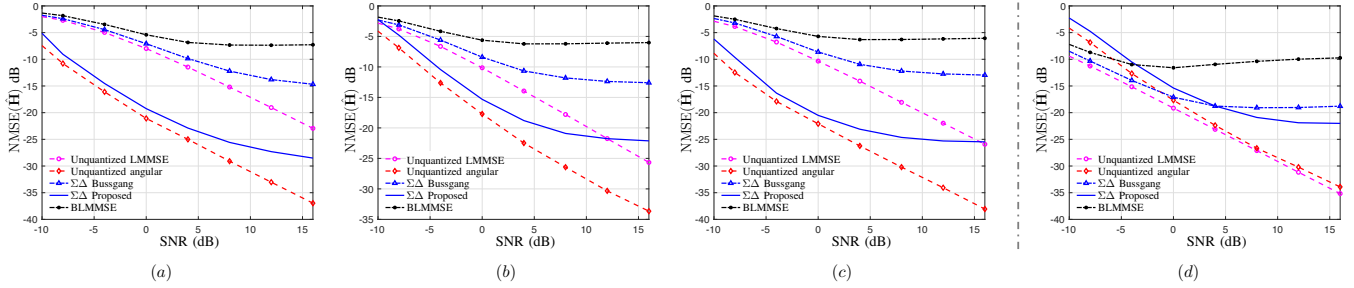 NMSE(Ĥ) dB
0
-5
-10
-15
-20
-25
-30
-35
-40
Unquantized LMMSE
Unquantized angular
ΣΔ Bussgang
ΣΔ Proposed
BLMMSE
-10 -5 0 5 10 15
SNR (dB)
(a)
NMSE(Ĥ) dB
0
-5
-10
-15
-20
-25
-30
-35
Unquantized LMMSE
Unquantized angular
ΣΔ Bussgang
ΣΔ Proposed
BLMMSE
-10 -5 0 5 10 15
SNR (dB)
(b)
NMSE(Ĥ) dB
0
-5
-10
-15
-20
-25
-30
-35
-40
Unquantized LMMSE
Unquantized angular
ΣΔ Bussgang
ΣΔ Proposed
BLMMSE
-10 -5 0 5 10 15
SNR (dB)
(c)
NMSE(Ĥ) dB
0
-5
-10
-15
-20
-25
-30
-35
-40
Unquantized LMMSE
Unquantized angular
ΣΔ Bussgang
ΣΔ Proposed
BLMMSE
-10 -5 0 5 10 15
SNR (dB)
(d)